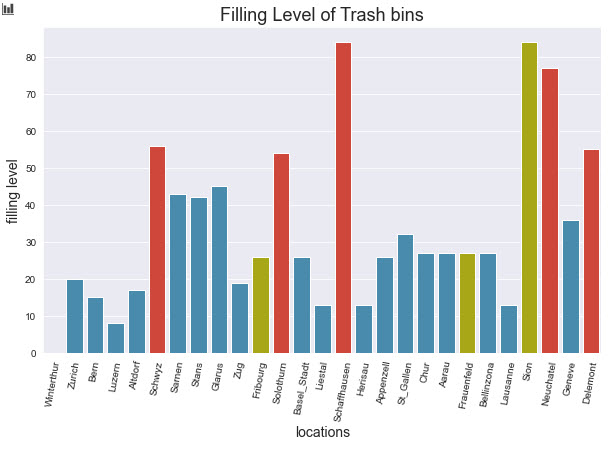 Filling Level of Trash bins
filling level
80
70
60
50
40
30
20
10
0
Winterthur
Zurich
Bern
Luzern
Altdorf
Schwyz
Sarnen
Stans
Glarus
Zug
Fribourg
Solothurn
Basel_Stadt
Liestal
Schaffhausen
Herisau
Appenzell
St_Gallen
Chur
Aarau
Frauenfeld
Bellinzona
Lausanne
Sion
Neuchatel
Geneve
Delemont
locations